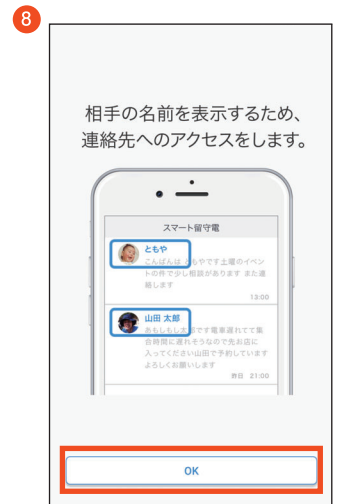 8
相手の名前を表示するため、
連絡先へのアクセスをします。
スマート留守電
ともや
こんばんは ともやです土曜のイベン
トの件で少し相談があります また連
絡します
13:00
山田 太郎
あもしもし太郎です電車遅れてて集
合時間に遅れそうなので先お店に
入ってください山田で予約しています
よろしくお願いします
昨日 21:00
OK